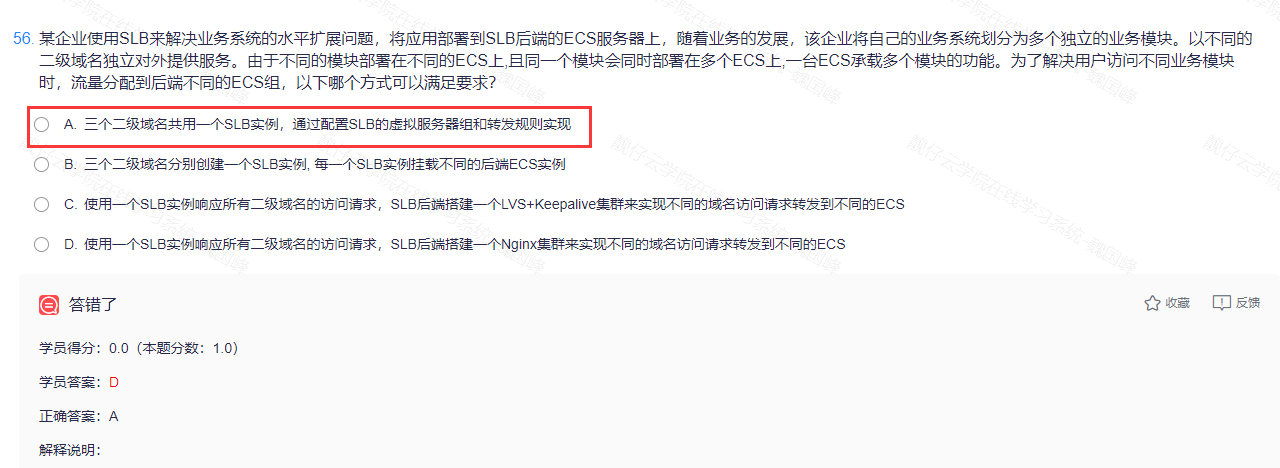 56. 某企业使用SLB来解决业务系统的水平扩展问题，将应用部署到SLB后端的ECS服务器上，随着业务的发展，该企业将自己的业务系统划分为多个独立的业务模块。以不同的
二级域名独立对外提供服务。由于不同的模块部署在不同的ECS上,且同一个模块会同时部署在多个ECS上,一台ECS承载多个模块的功能。为了解决用户访问不同业务模块
时，流量分配到后端不同的ECS组，以下哪个方式可以满足要求？
A. 三个二级域名共用一个SLB实例，通过配置SLB的虚拟服务器组和转发规则实现
B. 三个二级域名分别创建一个SLB实例, 每一个SLB实例挂载不同的后端ECS实例
C. 使用一个SLB实例响应所有二级域名的访问请求，SLB后端搭建一个LVS+Keepalive集群来实现不同的域名访问请求转发到不同的ECS
D. 使用一个SLB实例响应所有二级域名的访问请求，SLB后端搭建一个Nginx集群来实现不同的域名访问请求转发到不同的ECS
答错了
收藏
反馈
学员得分：0.0（本题分数：1.0）
学员答案：D
正确答案：A
解释说明：
靓仔云学院在线学习系统-魏国峰